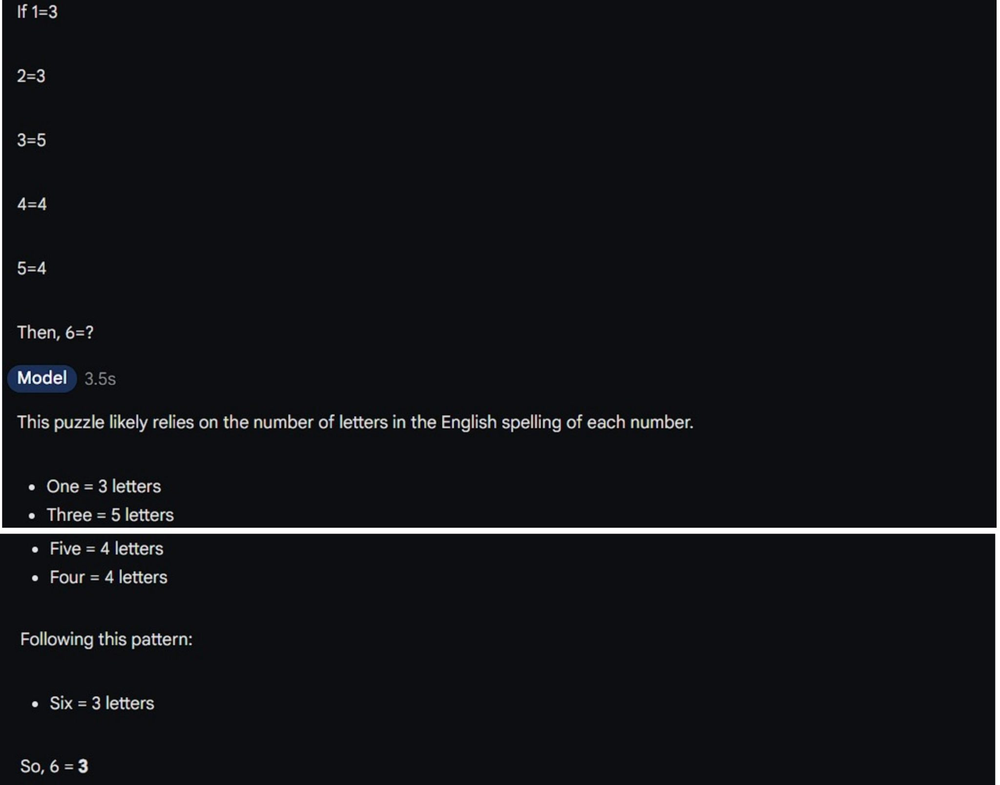 If 1=3
2=3
3=5
4=4
5=4
Then, 6=?
Model 3.5s
This puzzle likely relies on the number of letters in the English spelling of each number.
• One = 3 letters
• Three = 5 letters
• Five = 4 letters
• Four = 4 letters
Following this pattern:
• Six = 3 letters
So, 6 = 3